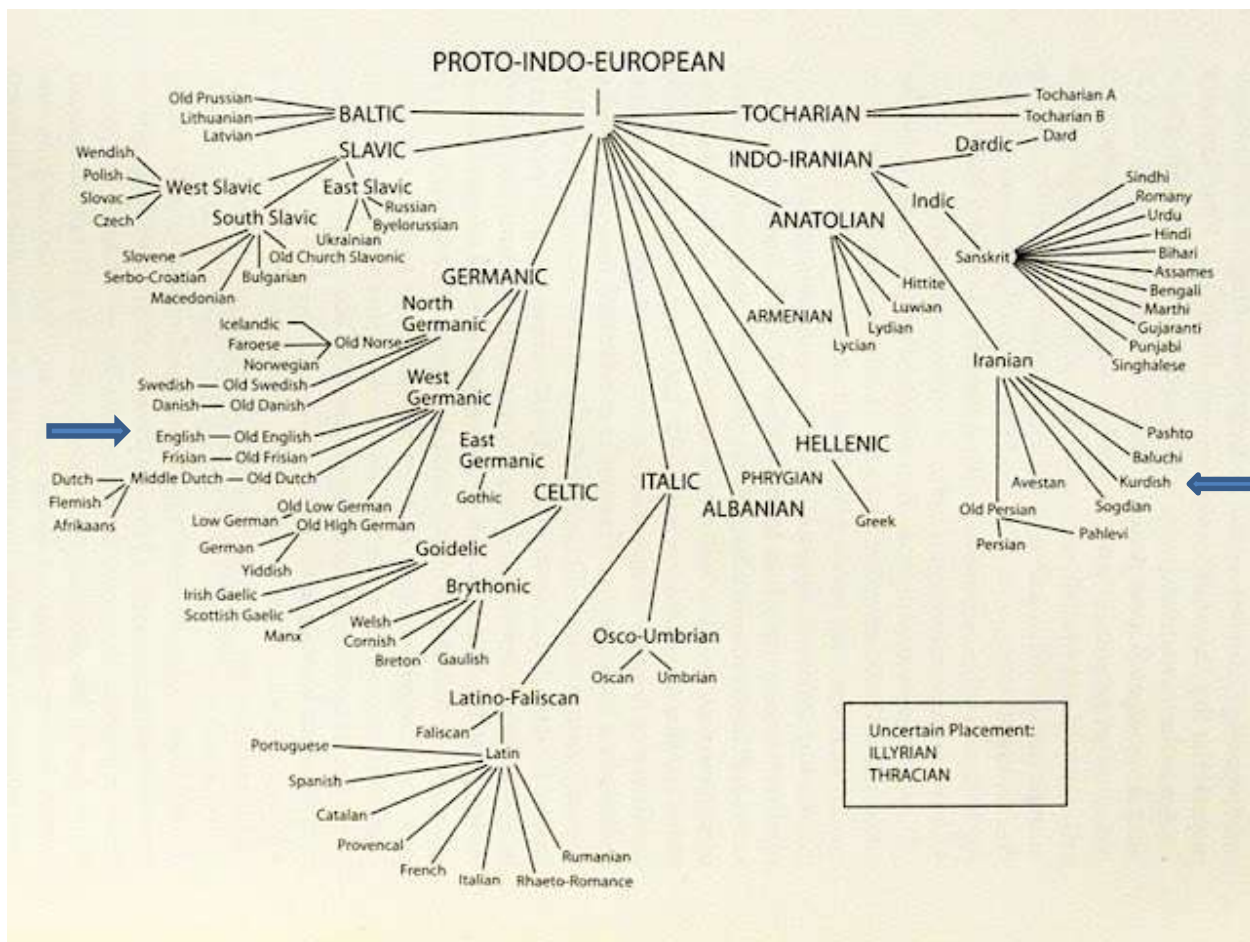 PROTO-INDO-EUROPEAN
BALTIC
Old Prussian
Lithuanian
Latvian
SLAVIC
West Slavic
Wendish
Polish
Slovac
Czech
East Slavic
Russian
Byelorussian
Ukrainian
South Slavic
Slovene
Serbo-Croatian
Macedonian
Bulgarian
Old Church Slavonic
GERMANIC
North
Germanic
Old Norse
Icelandic
Faroese
Norwegian
Swedish
Old Swedish
Danish
Old Danish
West
Germanic
English
Old English
Frisian
Old Frisian
Dutch
Flemish
Afrikaans
Middle Dutch
Old Dutch
Old Low German
Low German
Old High German
German
Yiddish
East
Germanic
Gothic
CELTIC
Goidelic
Irish Gaelic
Scottish Gaelic
Manx
Brythonic
Welsh
Cornish
Breton
Gaulish
ITALIC
Osco-Umbrian
Oscan
Umbrian
Latino-Faliscan
Faliscan
Latin
Portuguese
Spanish
Catalan
Provencal
French
Italian
Rhaeto-Romance
Rumanian
ALBANIAN
PHRYGIAN
HELLENIC
Greek
ARMENIAN
ANATOLIAN
Hittite
Luwian
Lydian
Lycian
INDO-IRANIAN
Dardic
Dard
Indic
Sanskrit
Sindhi
Romany
Urdu
Hindi
Bihari
Assames
Bengali
Marthi
Gujaranti
Punjabi
Singhalese
Iranian
Pashto
Baluchi
Kurdish
Sogdian
Avestan
Old Persian
Persian
Pahlevi
TOCHARIAN
Tocharian A
Tocharian B
Uncertain Placement:
ILLYRIAN
THRACIAN